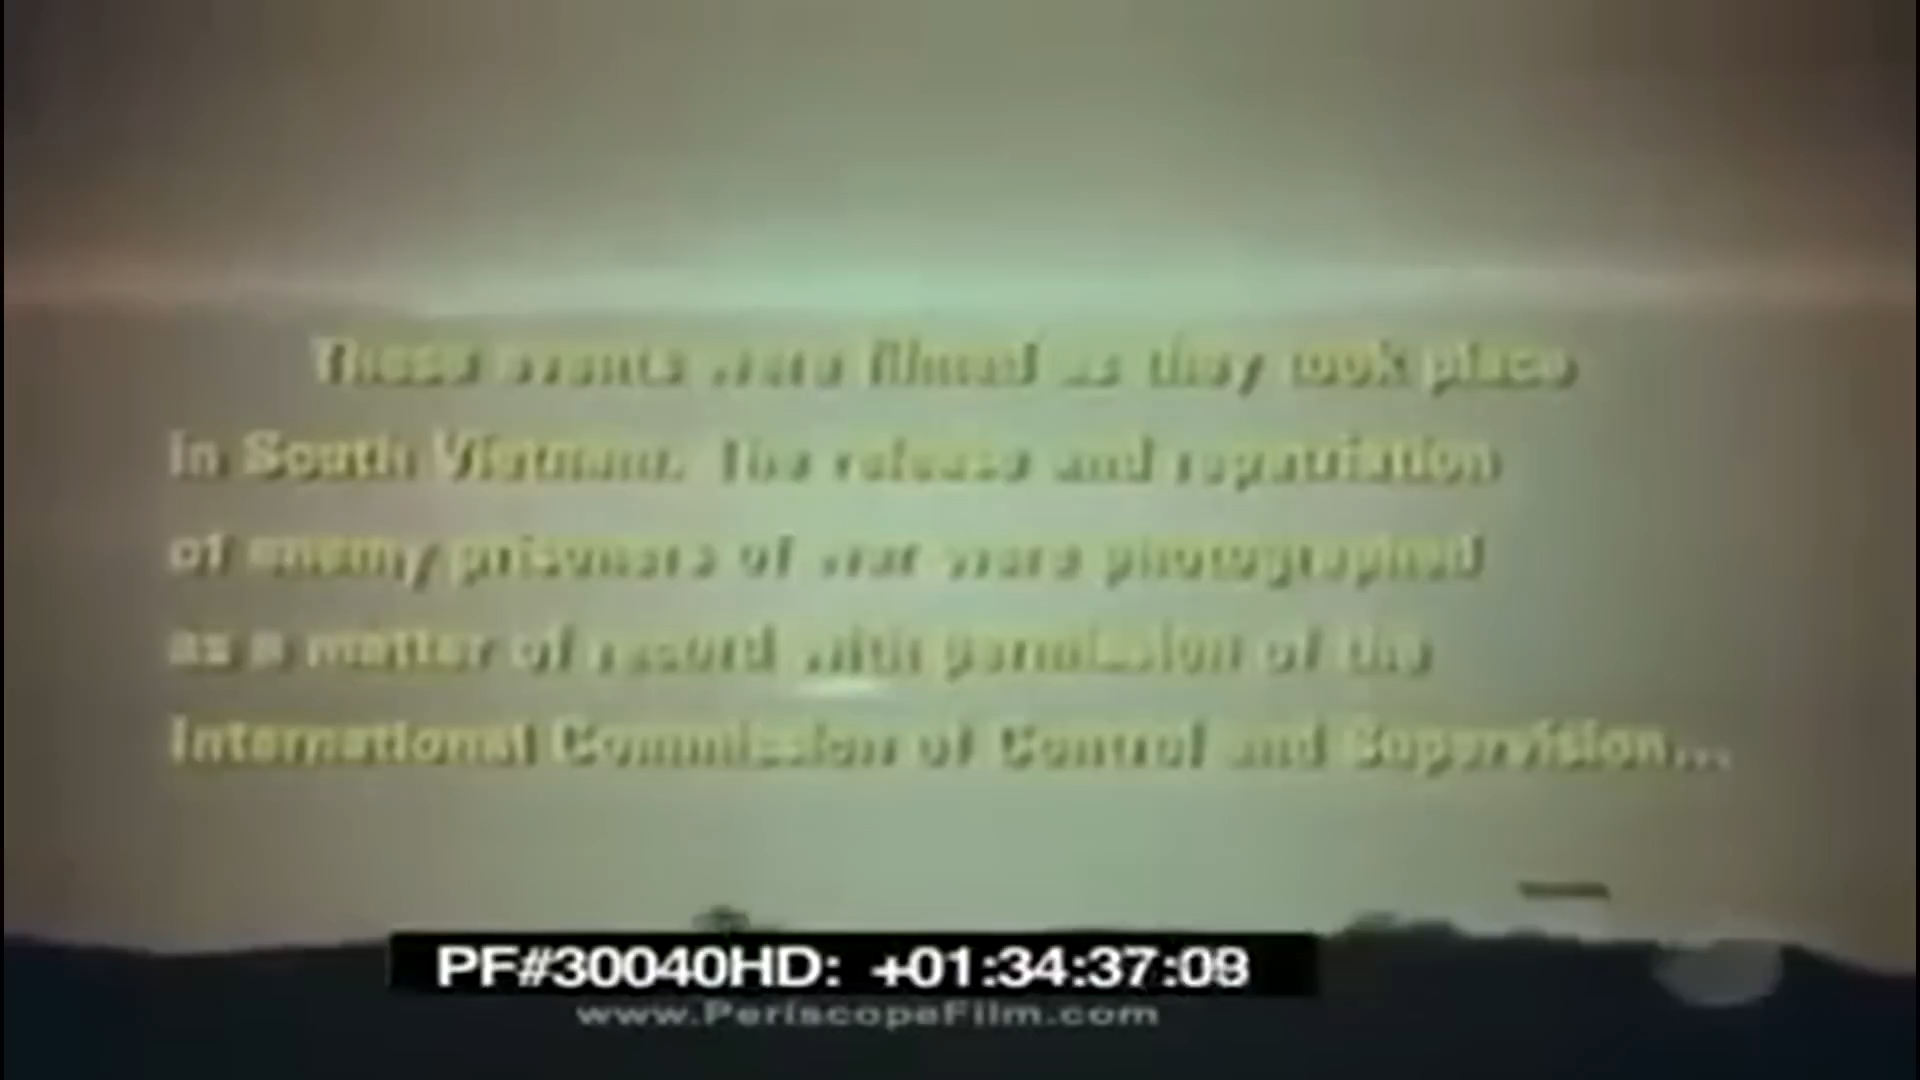 These events were filmed as they took place
in South Vietnam. The release and repatriation
of enemy prisoners of war were photographed
as a matter of record with permission of the
International Commission of Control and Supervision...
PF#30040HD: +01:34:37:08
www.PeriscopeFilm.com